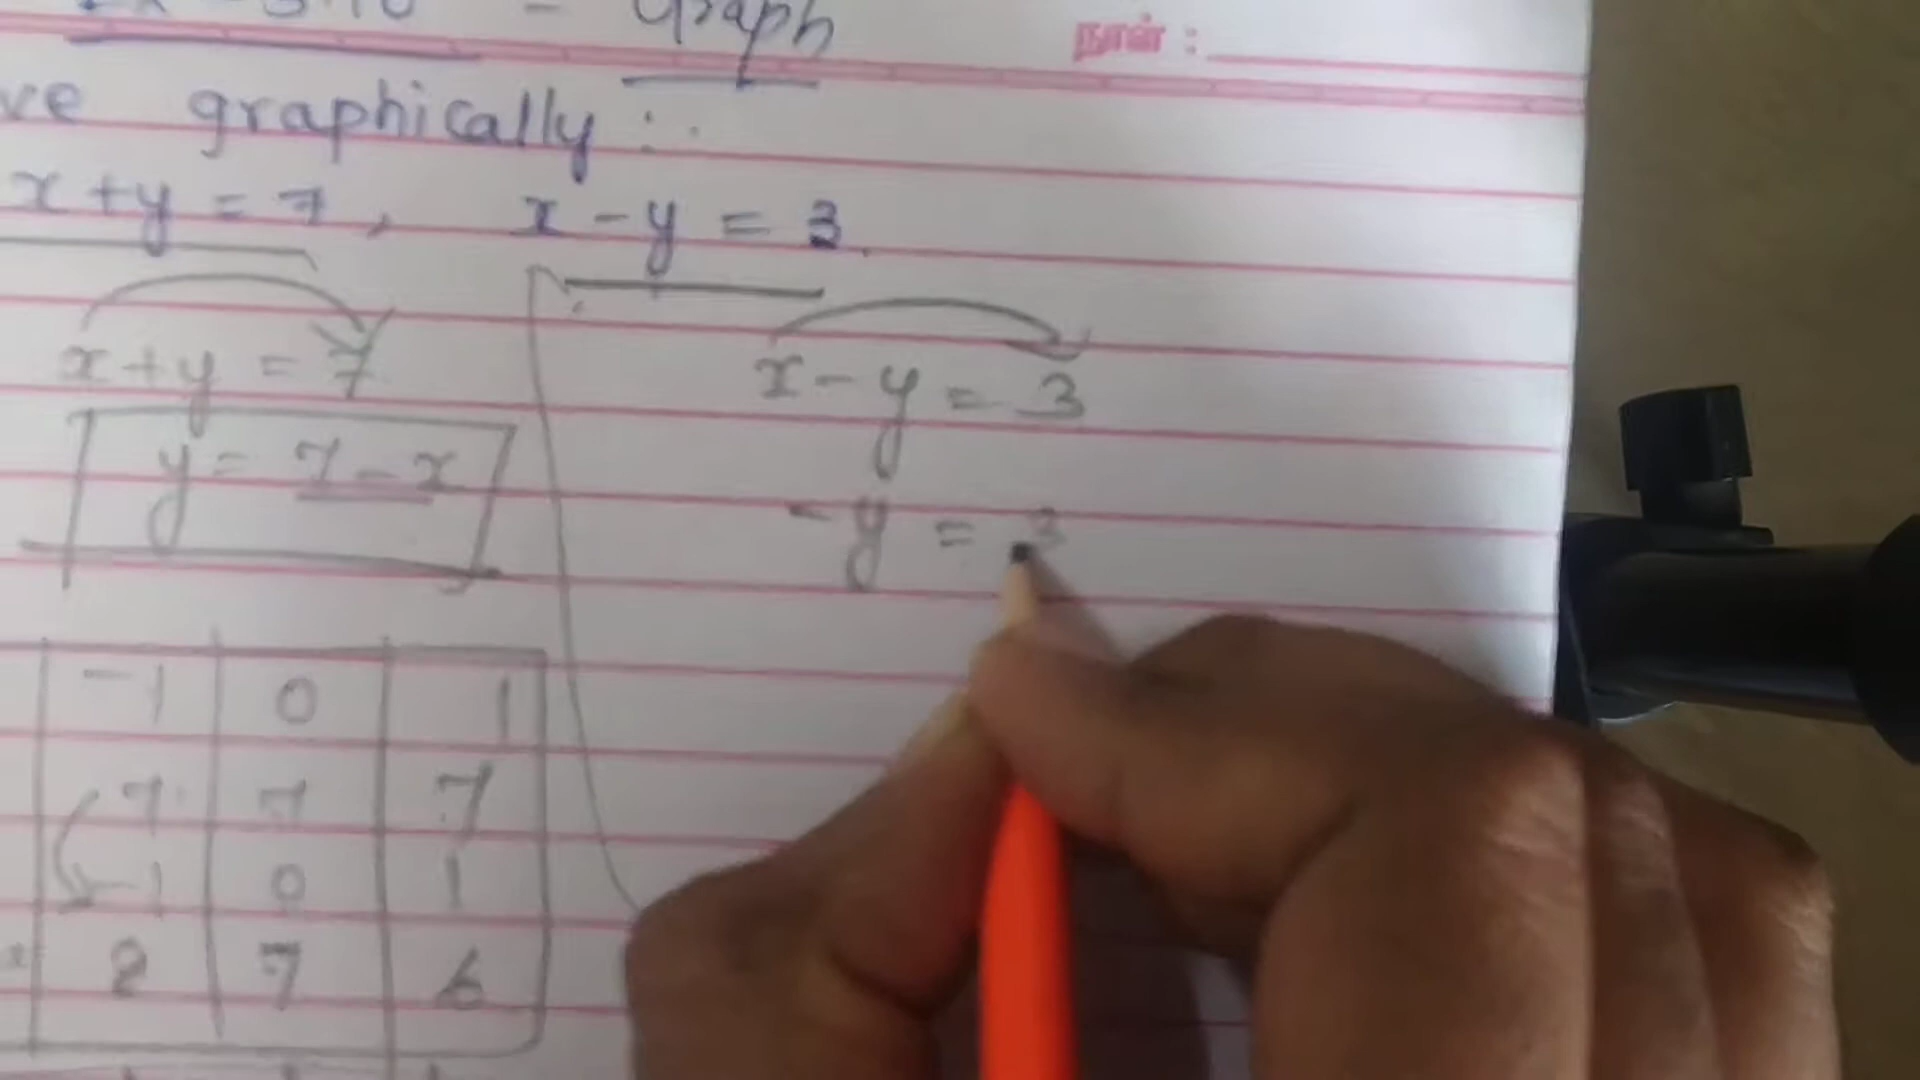 Graph
நாள் :
ve graphically :
x + y = 7, x - y = 3.
x + y = 7
y = 7 - x
x - y = 3
- y = 3
-1 0 1
7 7 7
-1 0 1
8 7 6